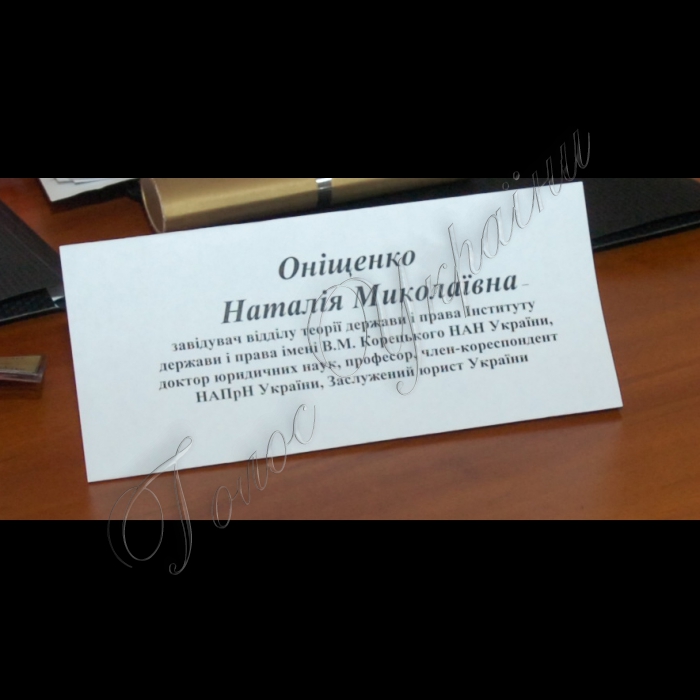 Оніщенко
Наталія Миколаївна –
завідувач відділу теорії держави і права Інституту
держави і права імені В.М. Корецького НАН України,
доктор юридичних наук, професор, член-кореспондент
НАПрН України, Заслужений юрист України
Голос України